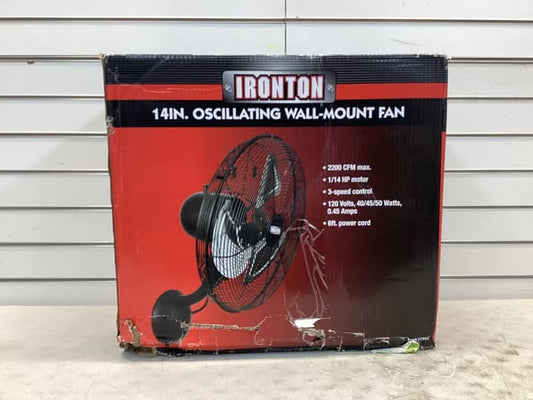 IRONTON
14IN. OSCILLATING WALL-MOUNT FAN
• 2200 CFM max.
• 1/14 HP motor
• 3-speed control
• 120 Volts, 40/45/50 Watts,
0.45 Amps
• 6ft. power cord